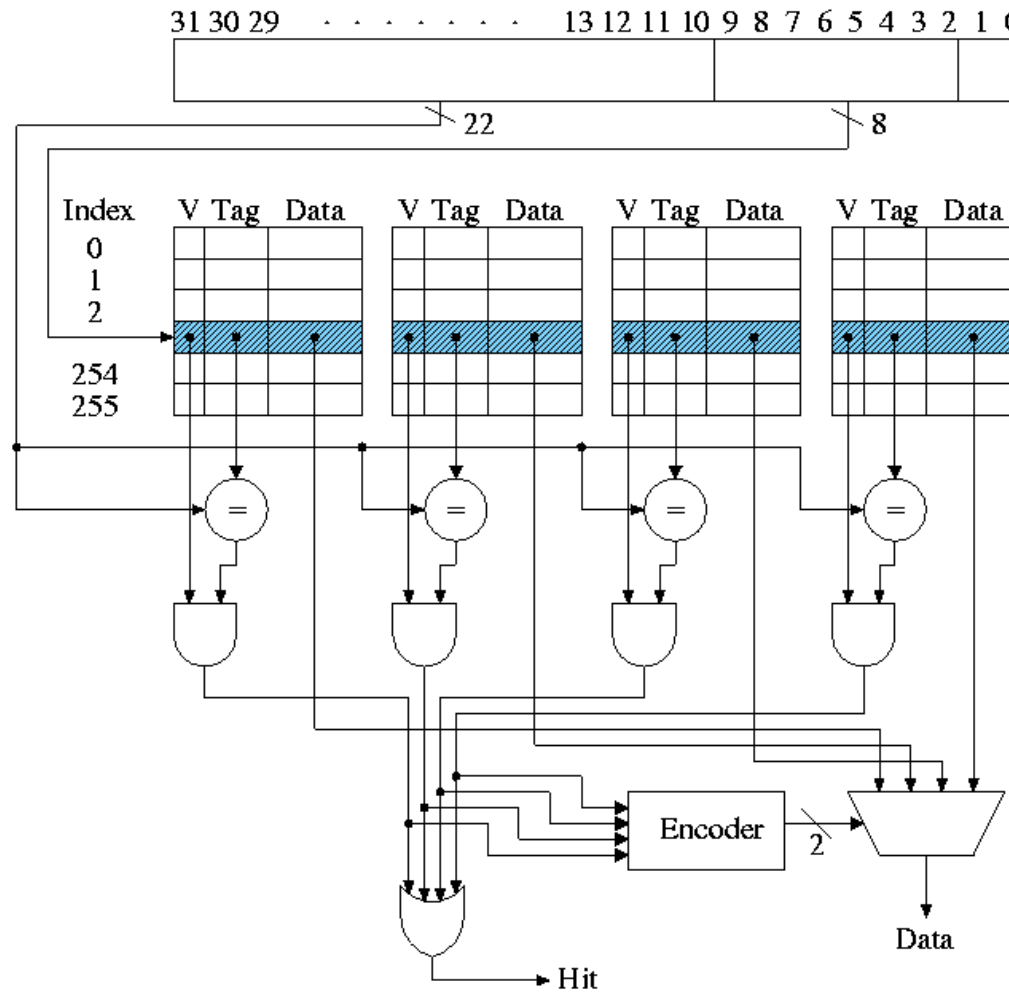 31 30 29 . . . . . . . 13 12 11 10 9 8 7 6 5 4 3 2 1
22 8
Index V Tag Data V Tag Data V Tag Data V Tag Data
0
1
2
254
255
= = = =
Encoder
2
Data
Hit